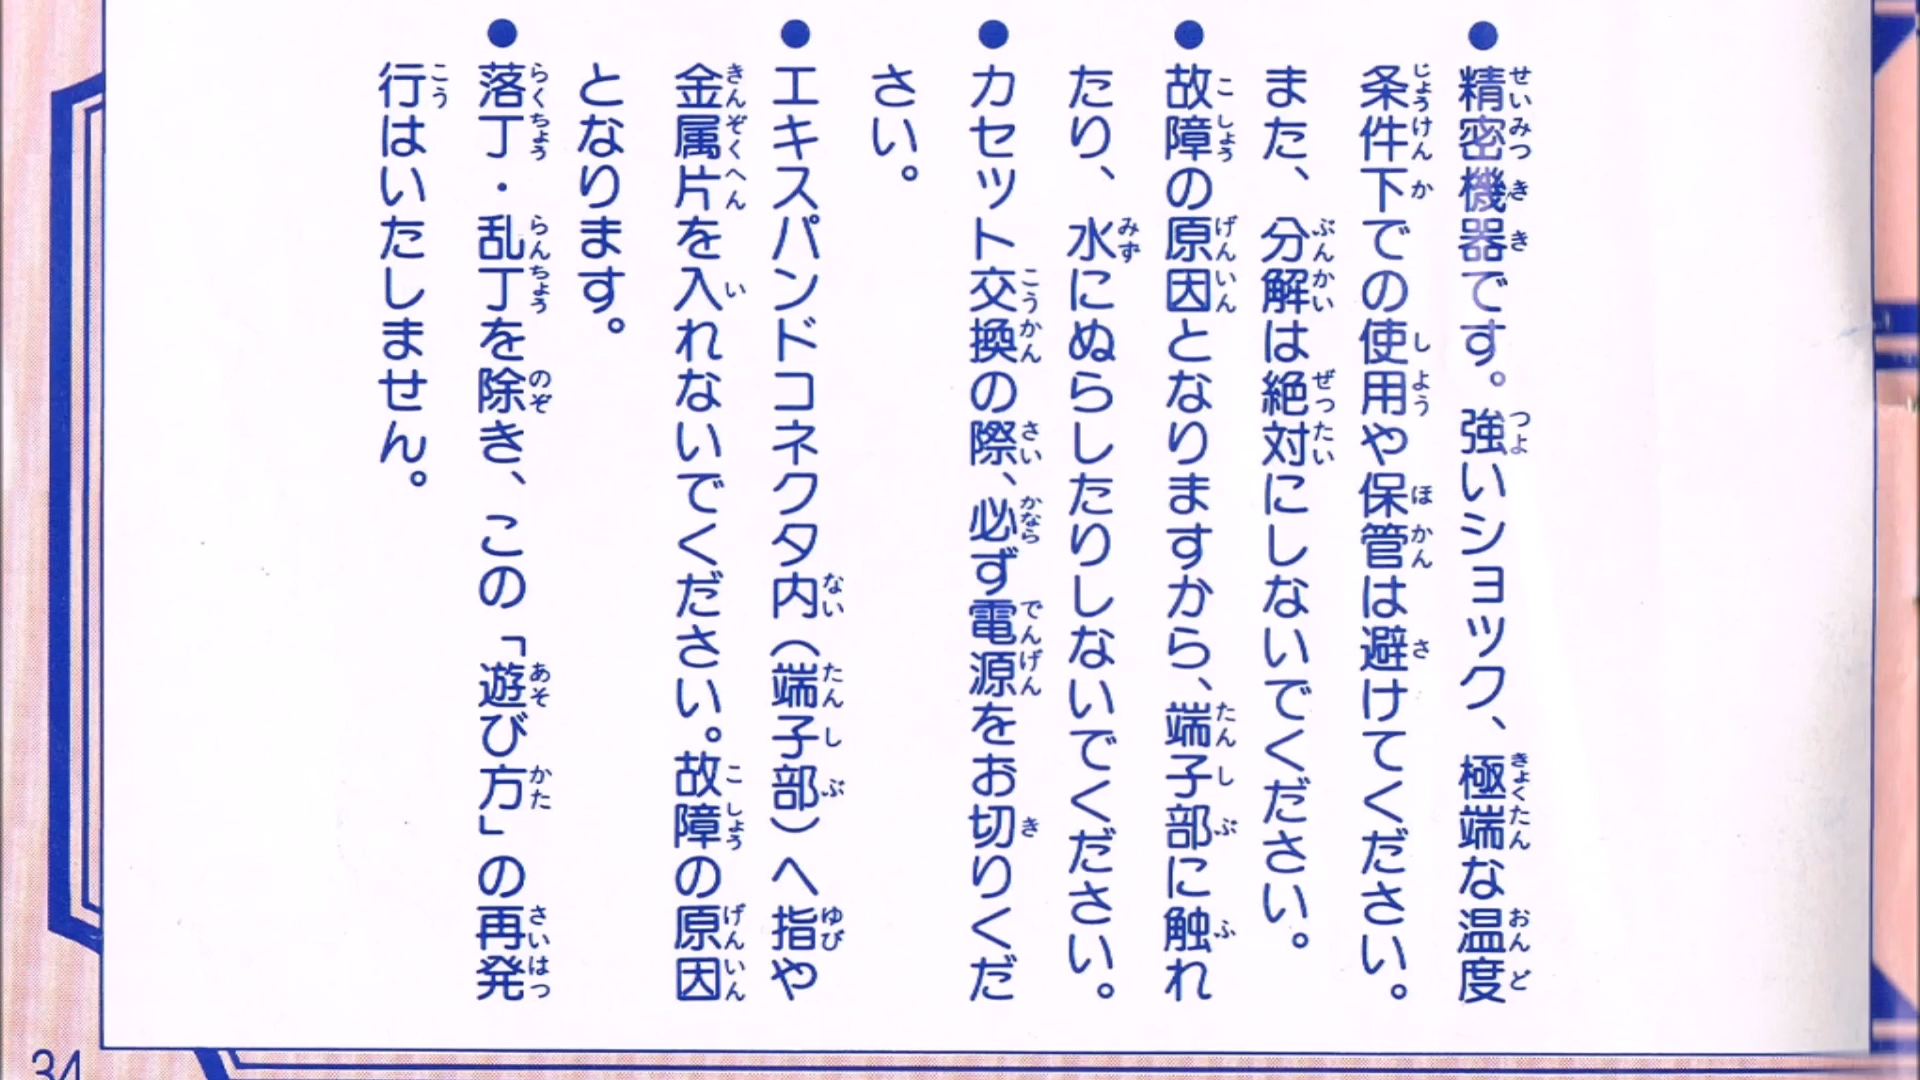 ●精密機器です。強いショック、極端な温度
条件下での使用や保管は避けてください。
また、分解は絶対にしないでください。
●故障の原因となりますから、端子部に触れ
たり、水にぬらしたりしないでください。
●カセット交換の際、必ず電源をお切りくだ
さい。
●エキスパンドコネクタ内(端子部)へ指や
金属片を入れないでください。故障の原因
となります。
●落丁・乱丁を除き、この「遊び方」の再発
行はいたしません。
34